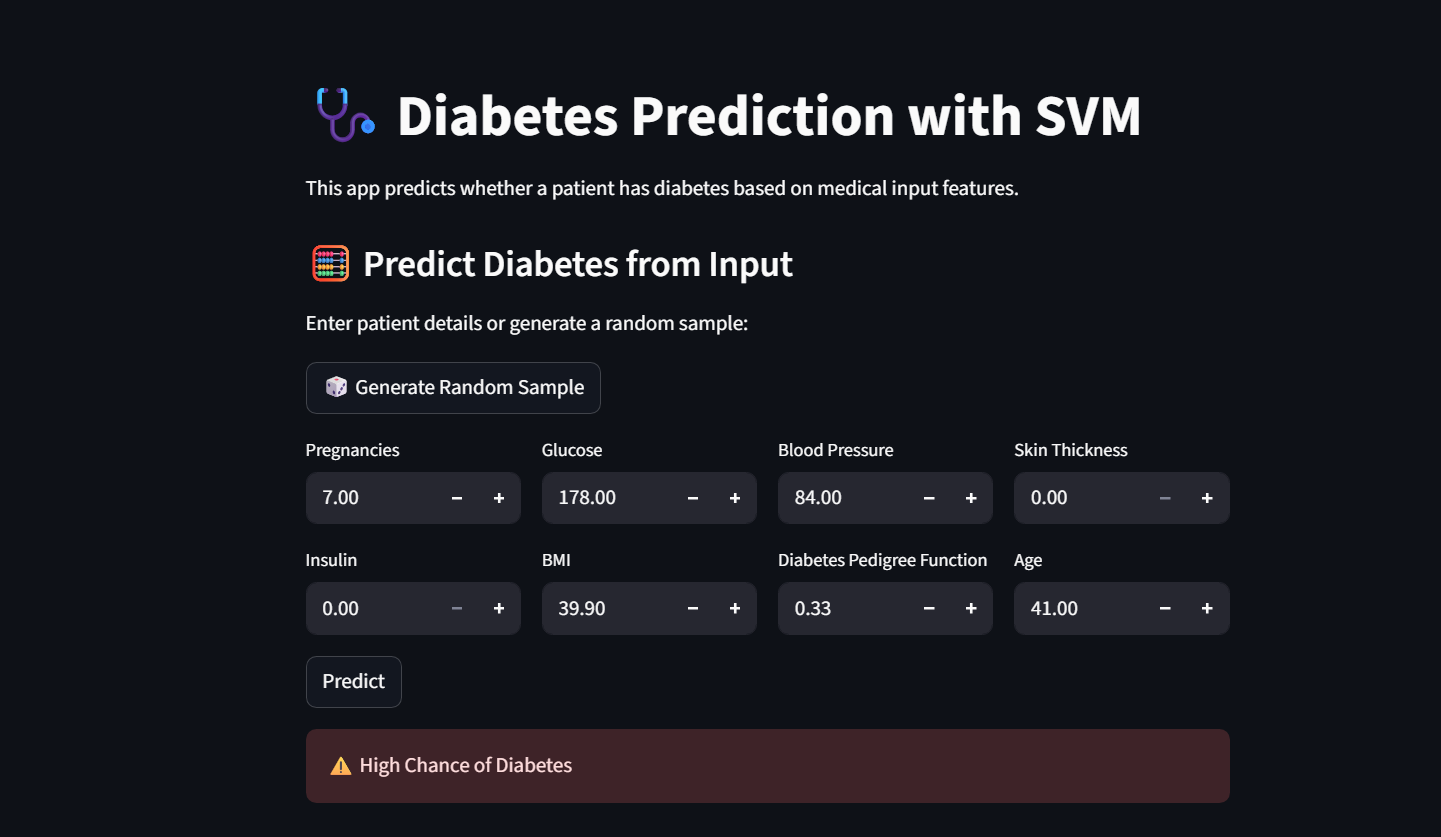 Diabetes Prediction with SVM
This app predicts whether a patient has diabetes based on medical input features.
Predict Diabetes from Input
Enter patient details or generate a random sample:
Generate Random Sample
Pregnancies Glucose Blood Pressure Skin Thickness
7.00 − + 178.00 − + 84.00 − + 0.00 − +
Insulin BMI Diabetes Pedigree Function Age
0.00 − + 39.90 − + 0.33 − + 41.00 − +
Predict
High Chance of Diabetes